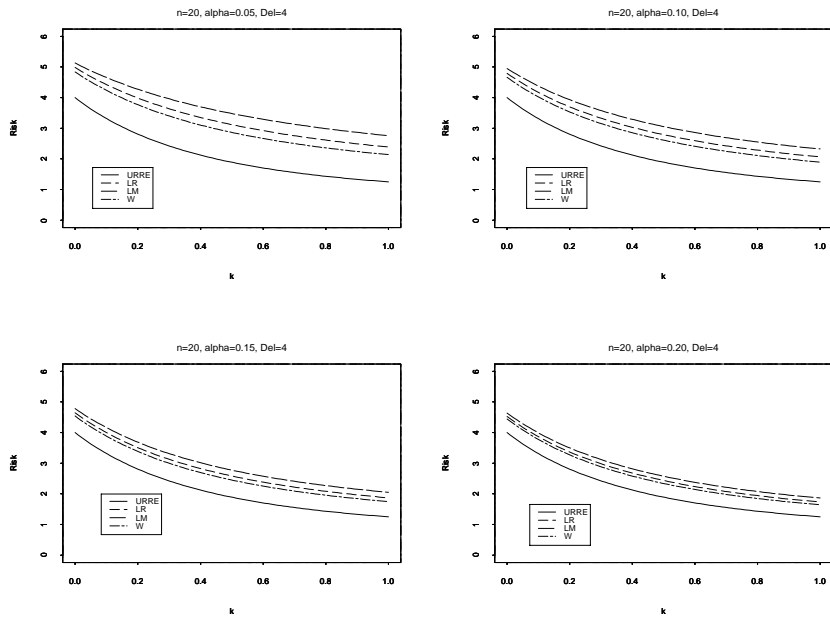 n=20, alpha=0.05, Del=4
Risk
6
5
4
3
2
1
0
URRE
LR
LM
W
0.0 0.2 0.4 0.6 0.8 1.0
k
n=20, alpha=0.10, Del=4
Risk
6
5
4
3
2
1
0
URRE
LR
LM
W
0.0 0.2 0.4 0.6 0.8 1.0
k
n=20, alpha=0.15, Del=4
Risk
6
5
4
3
2
1
0
URRE
LR
LM
W
0.0 0.2 0.4 0.6 0.8 1.0
k
n=20, alpha=0.20, Del=4
Risk
6
5
4
3
2
1
0
URRE
LR
LM
W
0.0 0.2 0.4 0.6 0.8 1.0
k